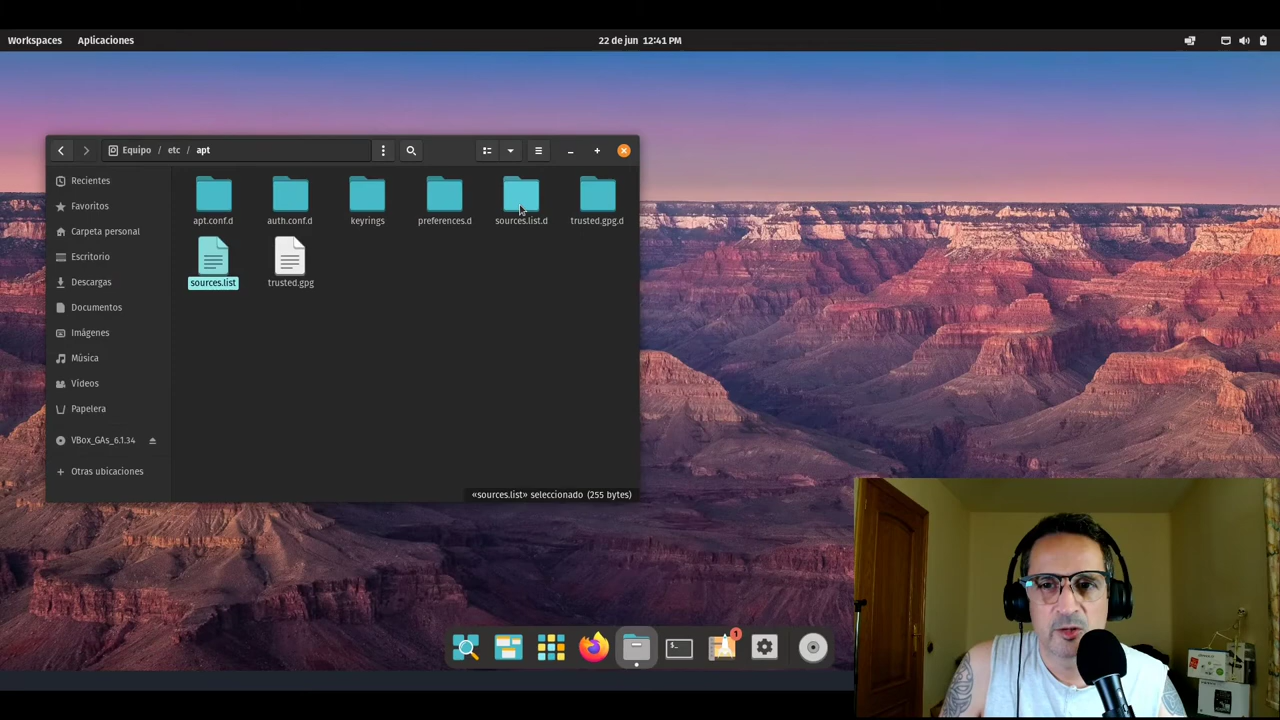 Workspaces Aplicaciones 22 de jun 12:41 PM
Equipo / etc / apt
Recientes
Favoritos
Carpeta personal
Escritorio
Descargas
Documentos
Imágenes
Música
Vídeos
Papelera
VBox_GAs_6.1.34
+ Otras ubicaciones
apt.conf.d auth.conf.d keyrings preferences.d sources.list.d trusted.gpg.d
sources.list trusted.gpg
«sources.list» seleccionado (255 bytes)
$_
1